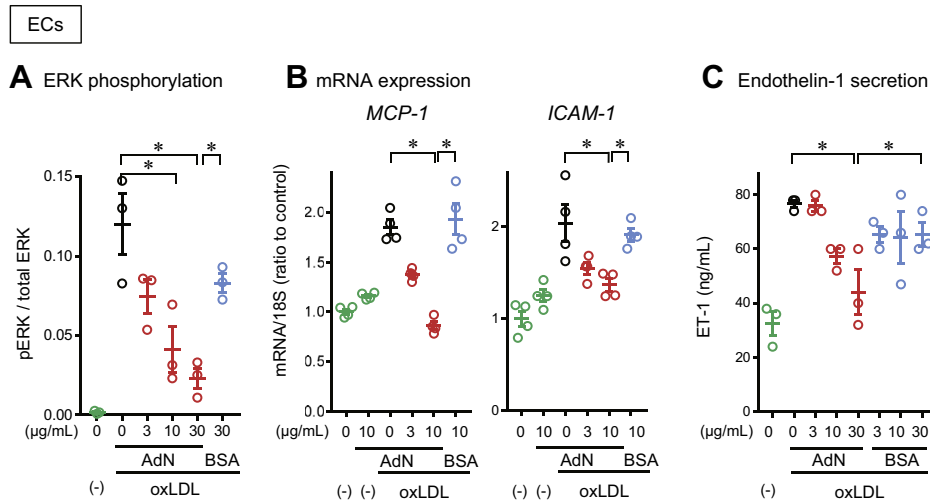 ECs
A ERK phosphorylation
B mRNA expression
C Endothelin-1 secretion
MCP-1
ICAM-1
* * *
* *
* *
* *
pERK / total ERK
0.15
0.10
0.05
0.00
(µg/mL) 0 0 3 10 30 30
AdN BSA
(-) oxLDL
mRNA/18S (ratio to control)
2.0
1.5
1.0
0.5
0.0
(µg/mL) 0 10 0 3 10 10
AdN BSA
(-) (-) oxLDL
2
1
0
0 10 0 3 10 10
AdN BSA
(-) (-) oxLDL
ET-1 (ng/mL)
80
60
40
20
0
(µg/mL) 0 0 3 10 30 3 10 30
AdN BSA
(-) oxLDL